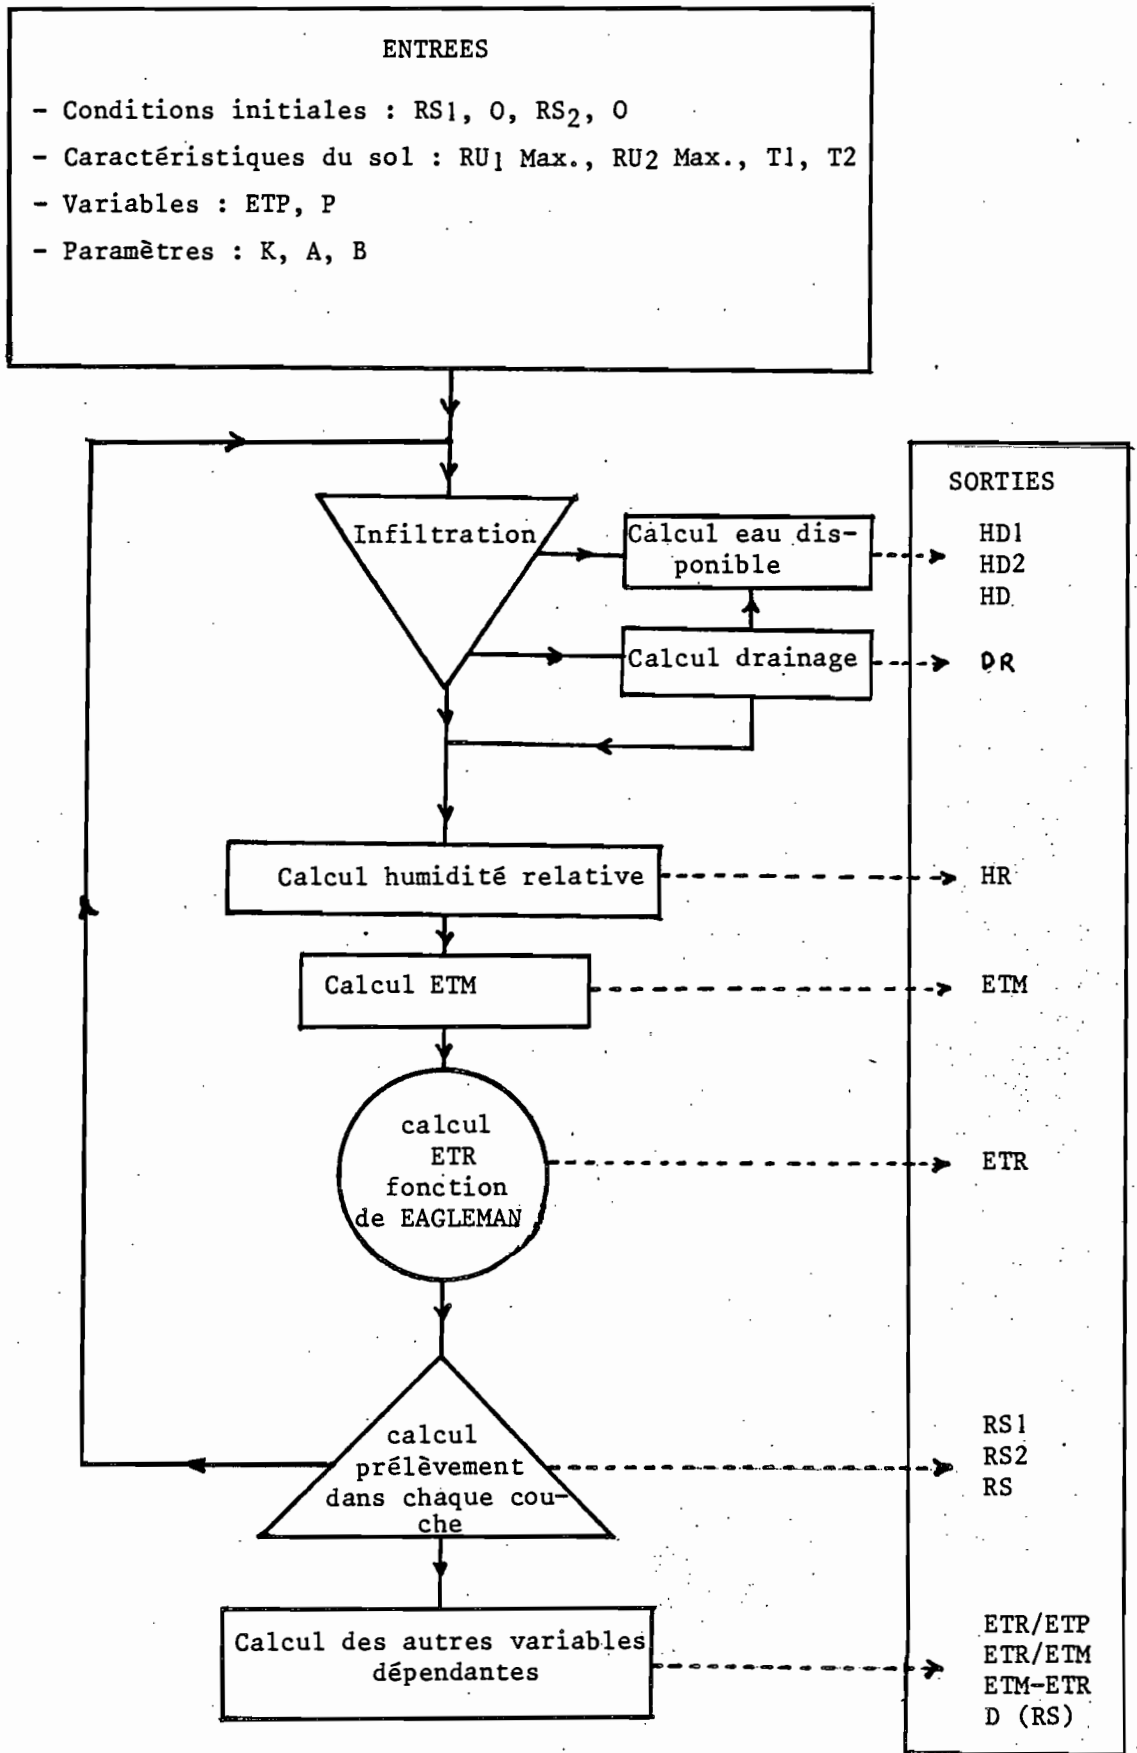 ENTREES
- Conditions initiales : RS1, O, RS2, O
- Caractéristiques du sol : RU1 Max., RU2 Max., T1, T2
- Variables : ETP, P
- Paramètres : K, A, B
SORTIES
Infiltration
Calcul eau dis-
ponible
HD1
HD2
HD
Calcul drainage
DR
Calcul humidité relative
HR
Calcul ETM
ETM
calcul
ETR
fonction
de EAGLEMAN
ETR
calcul
prélèvement
dans chaque cou-
che
RS1
RS2
RS
Calcul des autres variables
dépendantes
ETR/ETP
ETR/ETM
ETM-ETR
D (RS)